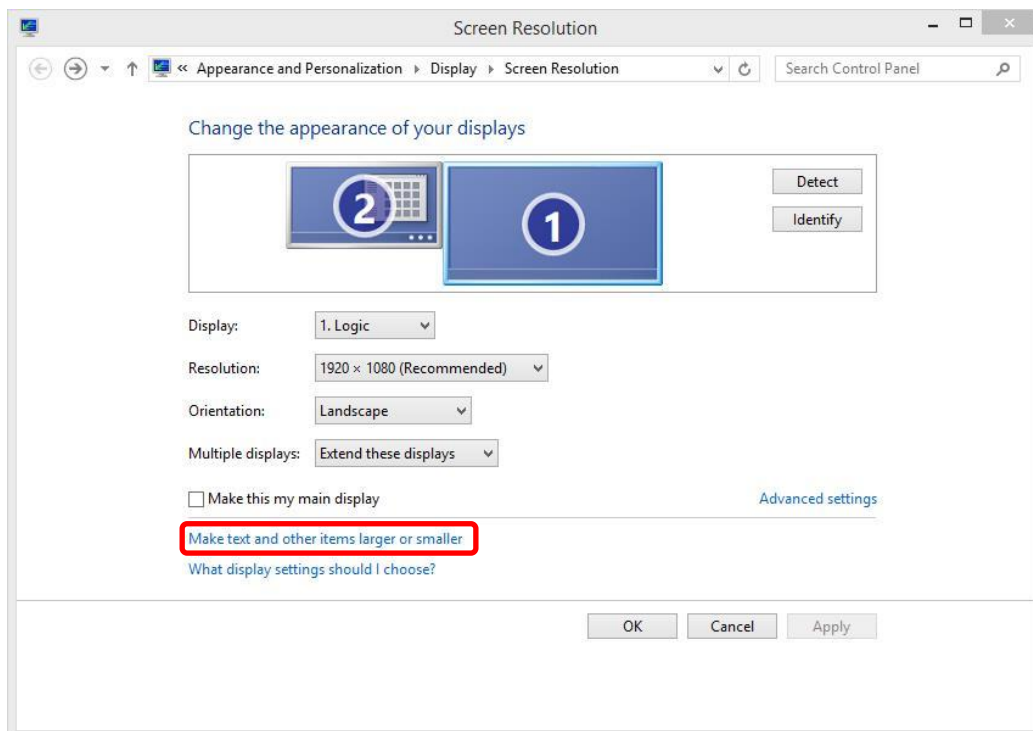 Screen Resolution
« Appearance and Personalization Display Screen Resolution Search Control Panel
Change the appearance of your displays
2 1
Detect
Identify
Display: 1. Logic
Resolution: 1920 × 1080 (Recommended)
Orientation: Landscape
Multiple displays: Extend these displays
Make this my main display Advanced settings
Make text and other items larger or smaller
What display settings should I choose?
OK Cancel Apply